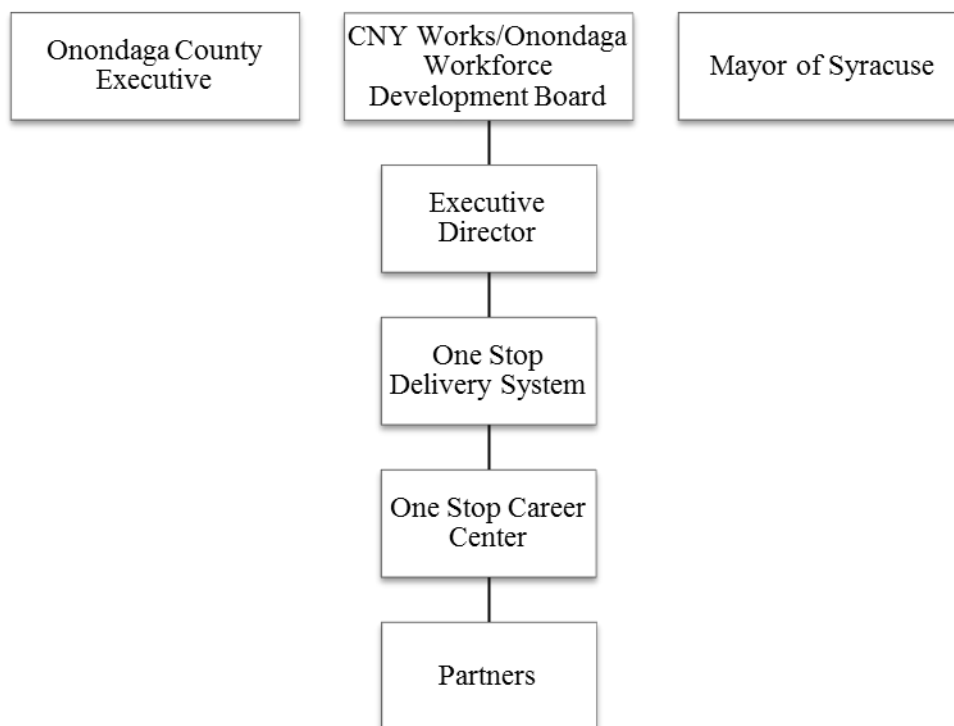 Onondaga County
Executive
CNY Works/Onondaga
Workforce
Development Board
Mayor of Syracuse
Executive
Director
One Stop
Delivery System
One Stop Career
Center
Partners